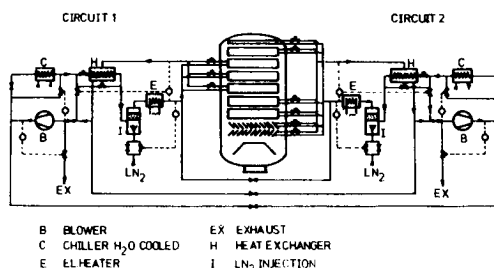 CIRCUIT 1
CIRCUIT 2
C
H
E
I
B
LN2
EX
H
C
E
I
B
LN2
EX
B BLOWER
C CHILLER H2O COOLED
E EL HEATER
EX EXHAUST
H HEAT EXCHANGER
I LN2 INJECTION